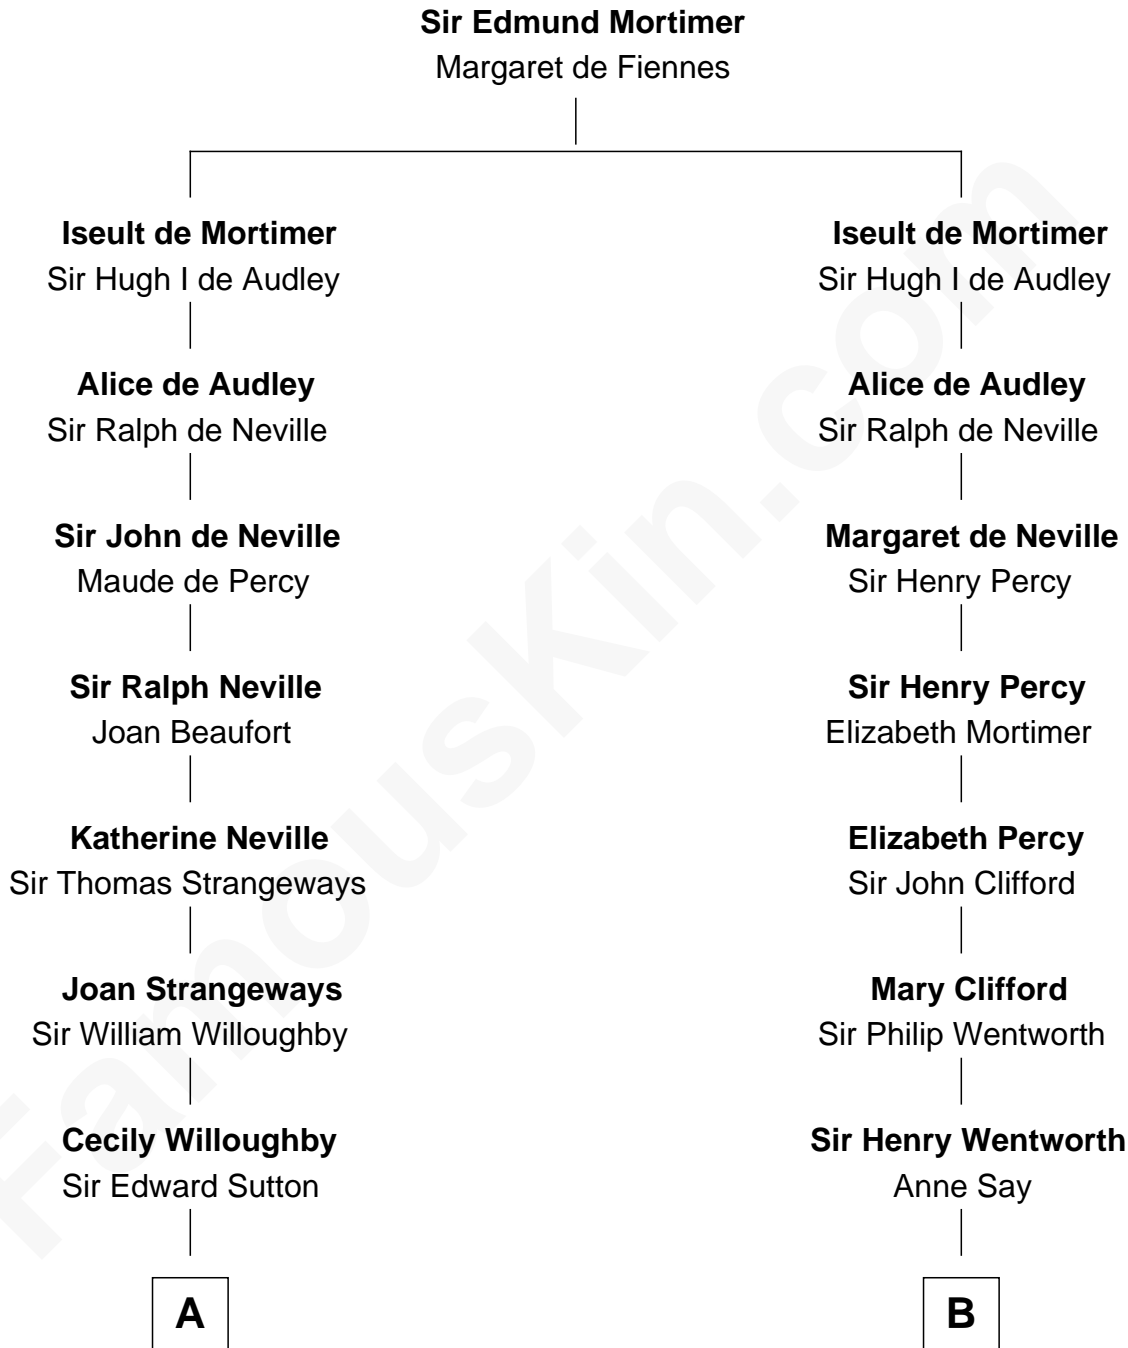 Sir Edmund Mortimer
Margaret de Fiennes
Iseult de Mortimer
Sir Hugh I de Audley
Alice de Audley
Sir Ralph de Neville
Sir John de Neville
Maude de Percy
Sir Ralph Neville
Joan Beaufort
Katherine Neville
Sir Thomas Strangeways
Joan Strangeways
Sir William Willoughby
Cecily Willoughby
Sir Edward Sutton
A
Iseult de Mortimer
Sir Hugh I de Audley
Alice de Audley
Sir Ralph de Neville
Margaret de Neville
Sir Henry Percy
Sir Henry Percy
Elizabeth Mortimer
Elizabeth Percy
Sir John Clifford
Mary Clifford
Sir Philip Wentworth
Sir Henry Wentworth
Anne Say
B
FamousKin.com